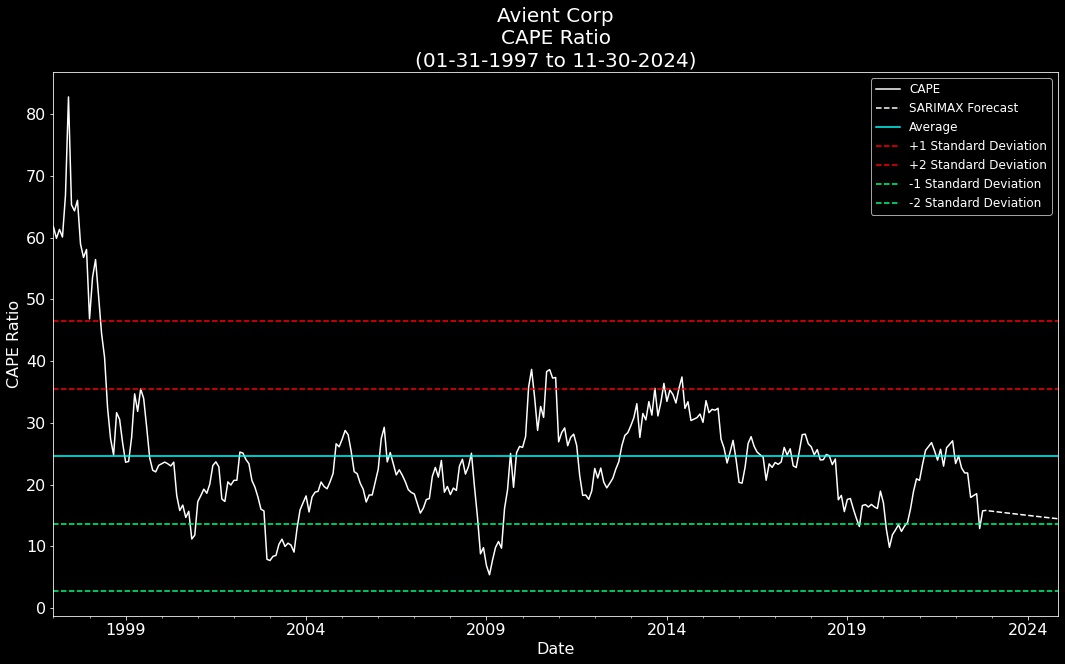 Avient Corp
CAPE Ratio
(01-31-1997 to 11-30-2024)
CAPE
SARIMAX Forecast
Average
+1 Standard Deviation
+2 Standard Deviation
-1 Standard Deviation
-2 Standard Deviation
CAPE Ratio
80
70
60
50
40
30
20
10
0
1999
2004
2009
2014
2019
2024
Date